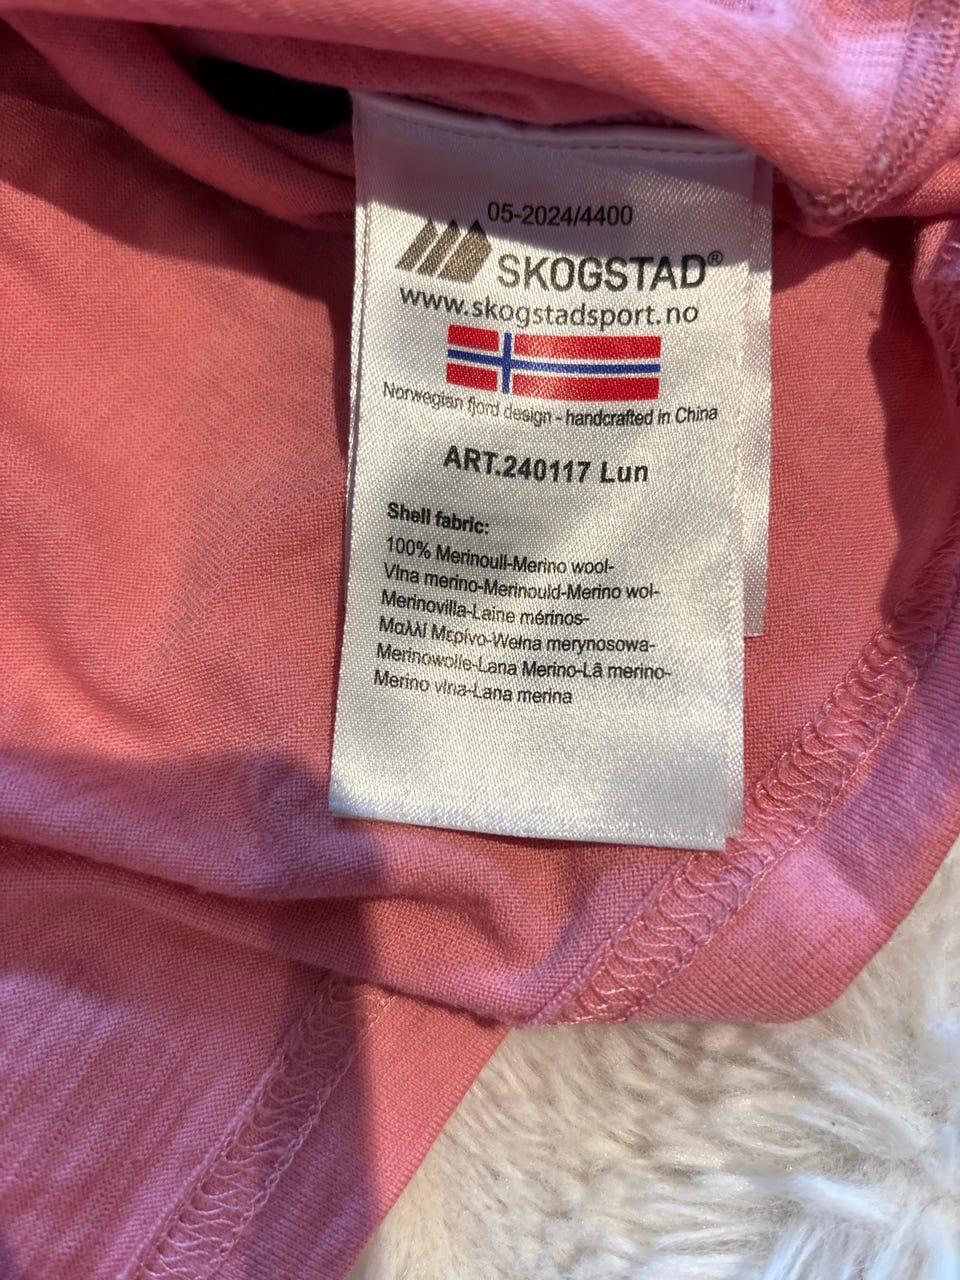 05-2024/4400
SKOGSTAD®
www.skogstadsport.no
Norwegian fjord design - handcrafted in China
ART.240117 Lun
Shell fabric:
100% Merinoull-Merino wool-
Vlna merino-Merinould-Merino wol-
Merinovilla-Laine mérinos-
Μαλλί Μερίνο-Wełna merynosowa-
Merinowolle-Lana Merino-Lã merino-
Merino vlna-Lana merina